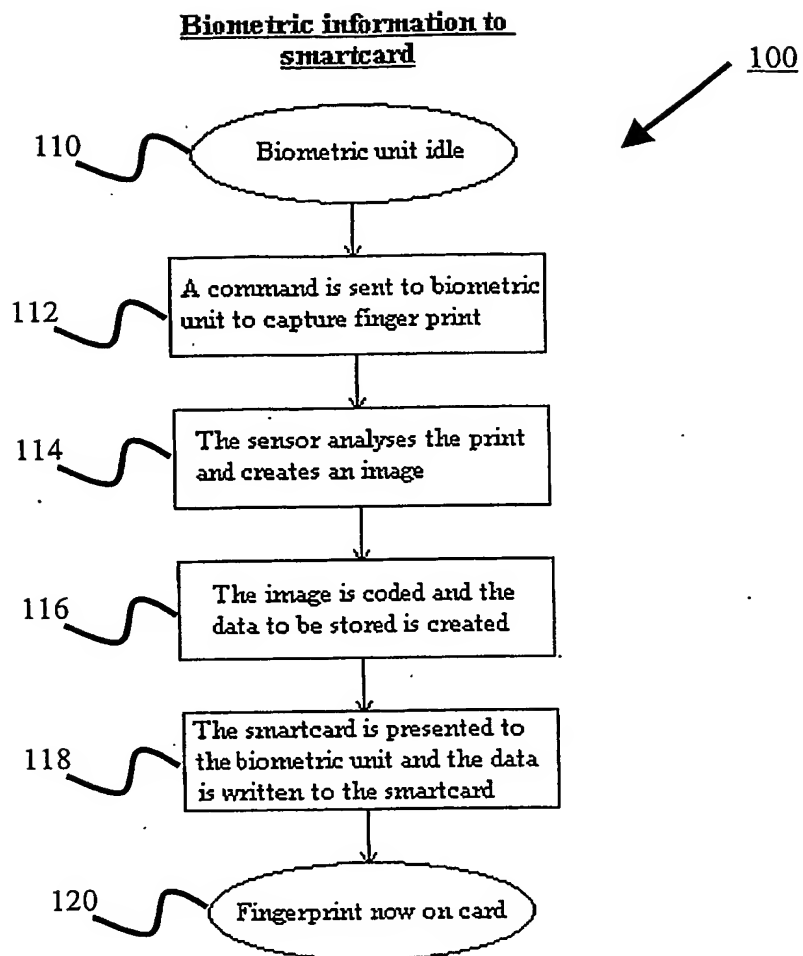 Biometric information to
smartcard
100
110
Biometric unit idle
112
A command is sent to biometric
unit to capture finger print
114
The sensor analyses the print
and creates an image
116
The image is coded and the
data to be stored is created
118
The smartcard is presented to
the biometric unit and the data
is written to the smartcard
120
Fingerprint now on card